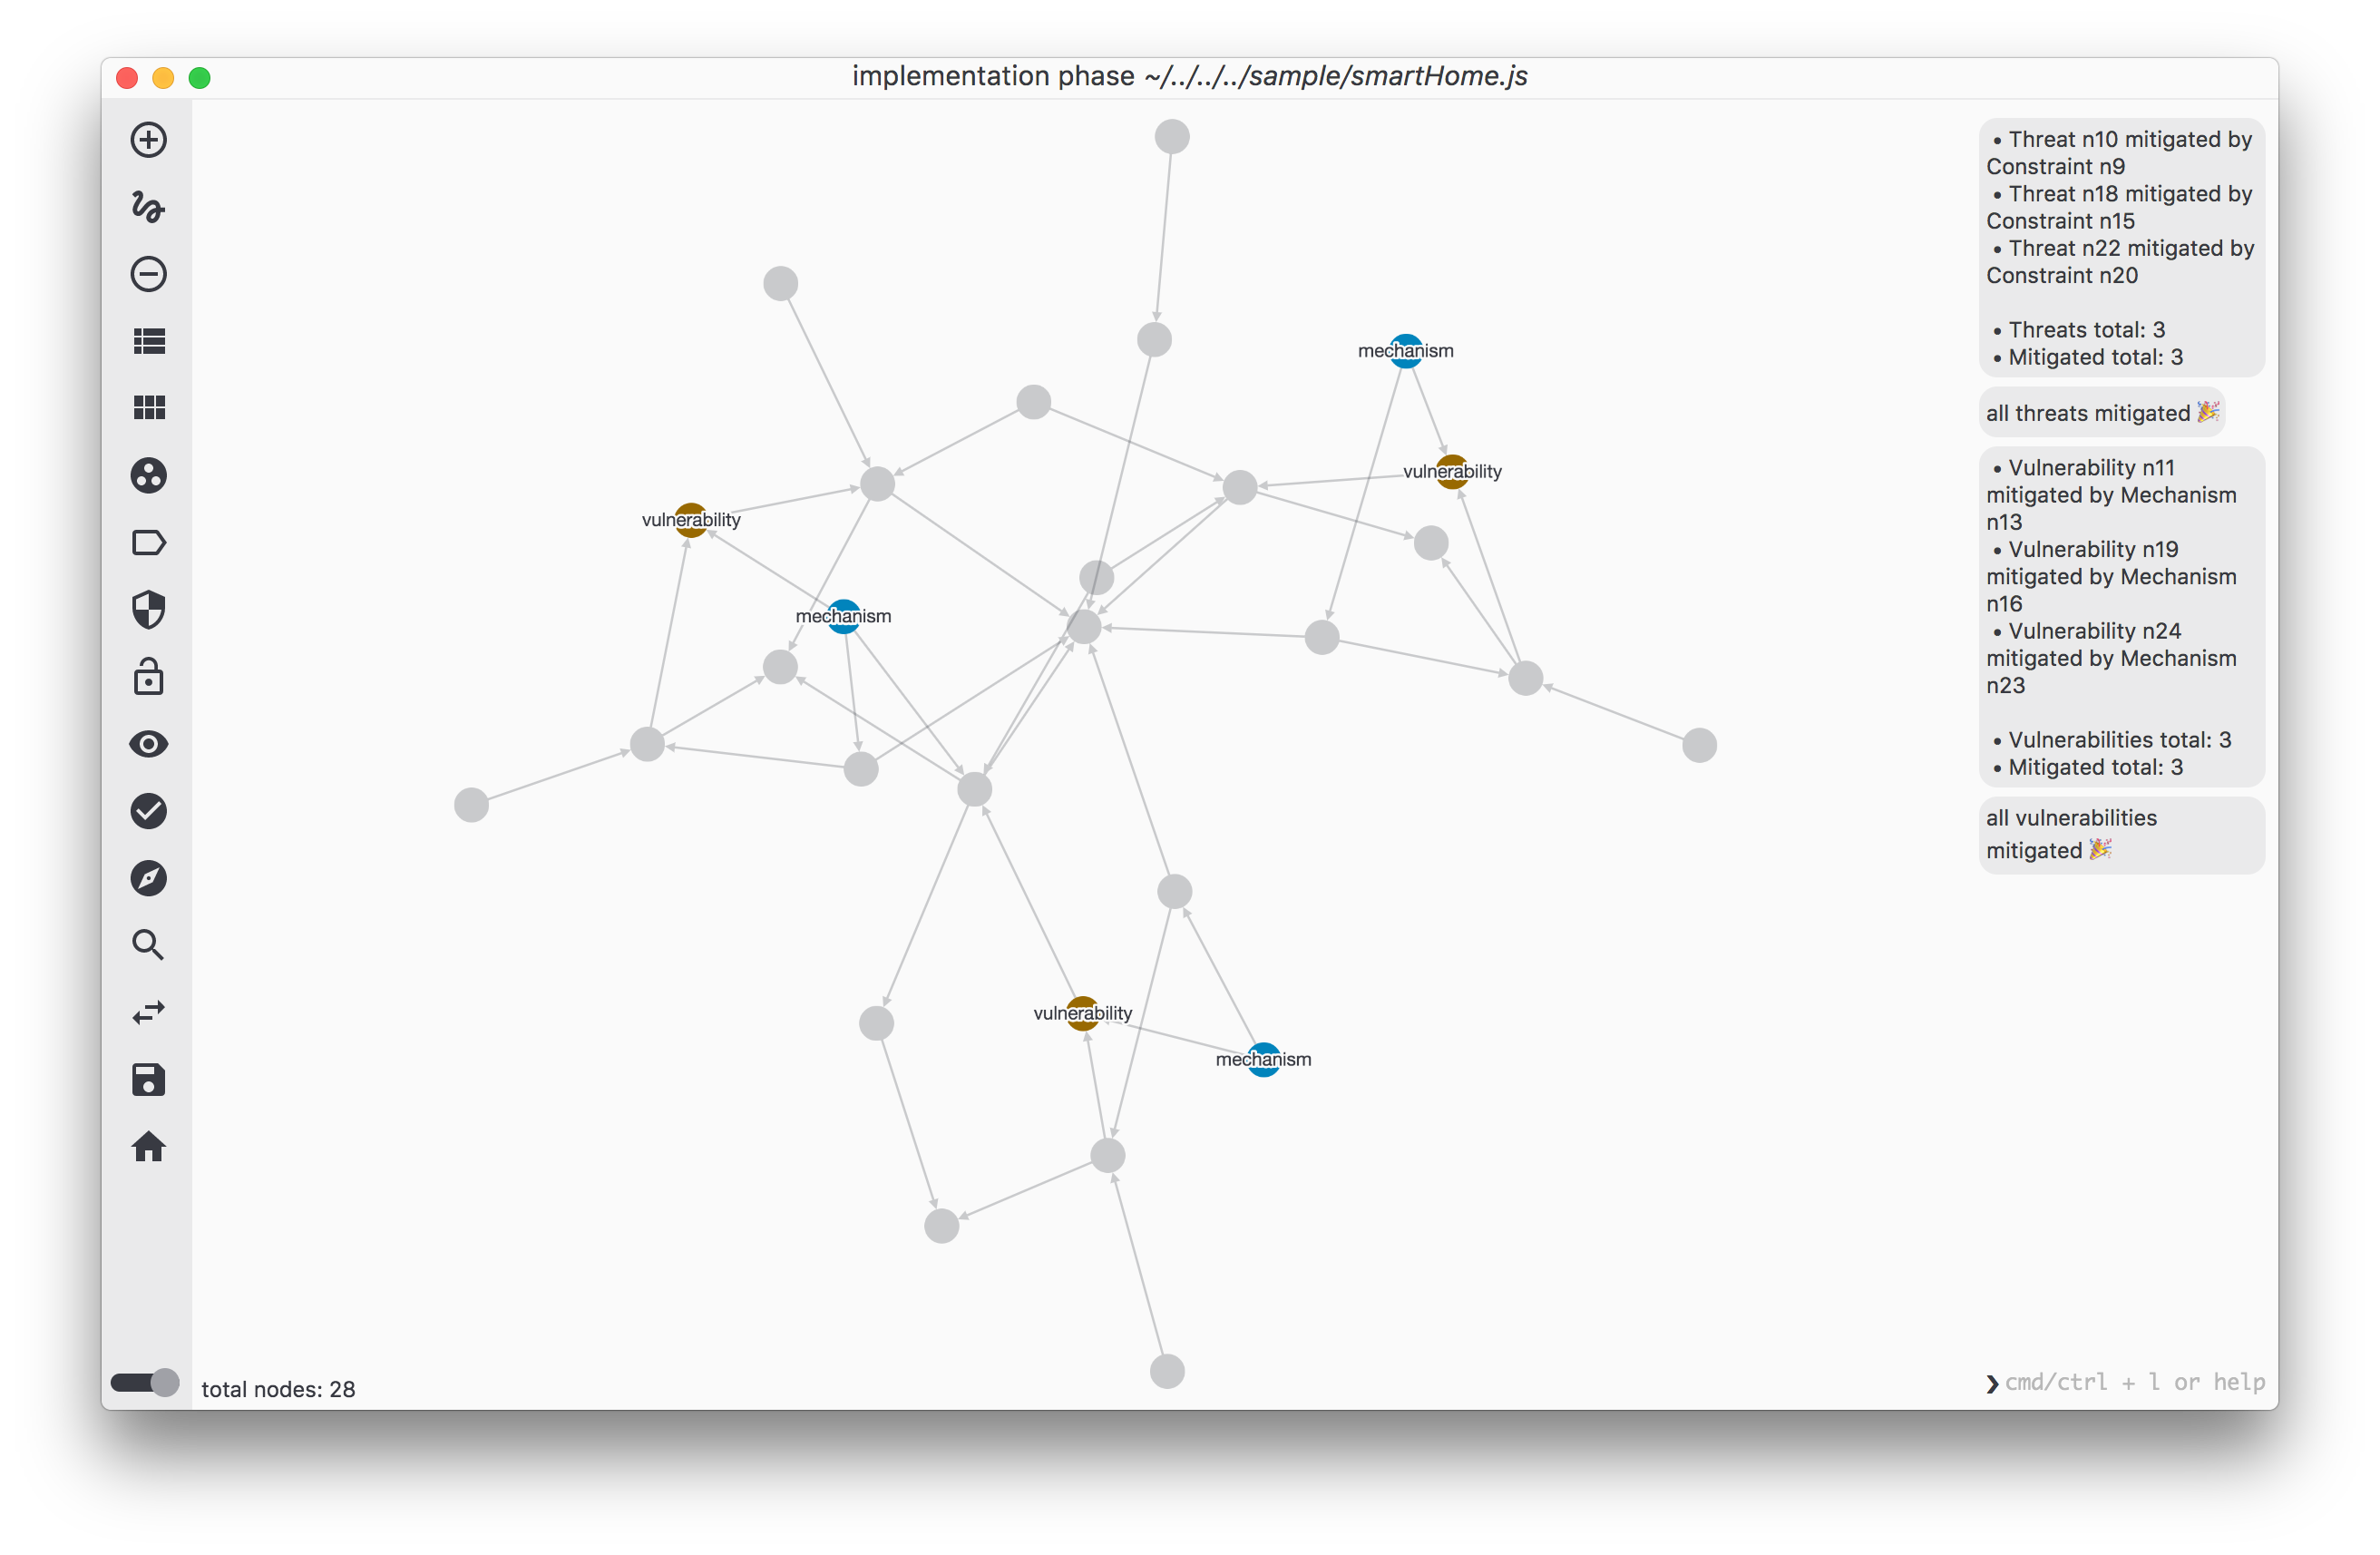 implementation phase ~/../../../sample/smartHome.js
mechanism
vulnerability
vulnerability
mechanism
vulnerability
mechanism
• Threat n10 mitigated by
Constraint n9
• Threat n18 mitigated by
Constraint n15
• Threat n22 mitigated by
Constraint n20
• Threats total: 3
• Mitigated total: 3
all threats mitigated 🎉
• Vulnerability n11
mitigated by Mechanism
n13
• Vulnerability n19
mitigated by Mechanism
n16
• Vulnerability n24
mitigated by Mechanism
n23
• Vulnerabilities total: 3
• Mitigated total: 3
all vulnerabilities
mitigated 🎉
total nodes: 28
❯ cmd/ctrl + l or help